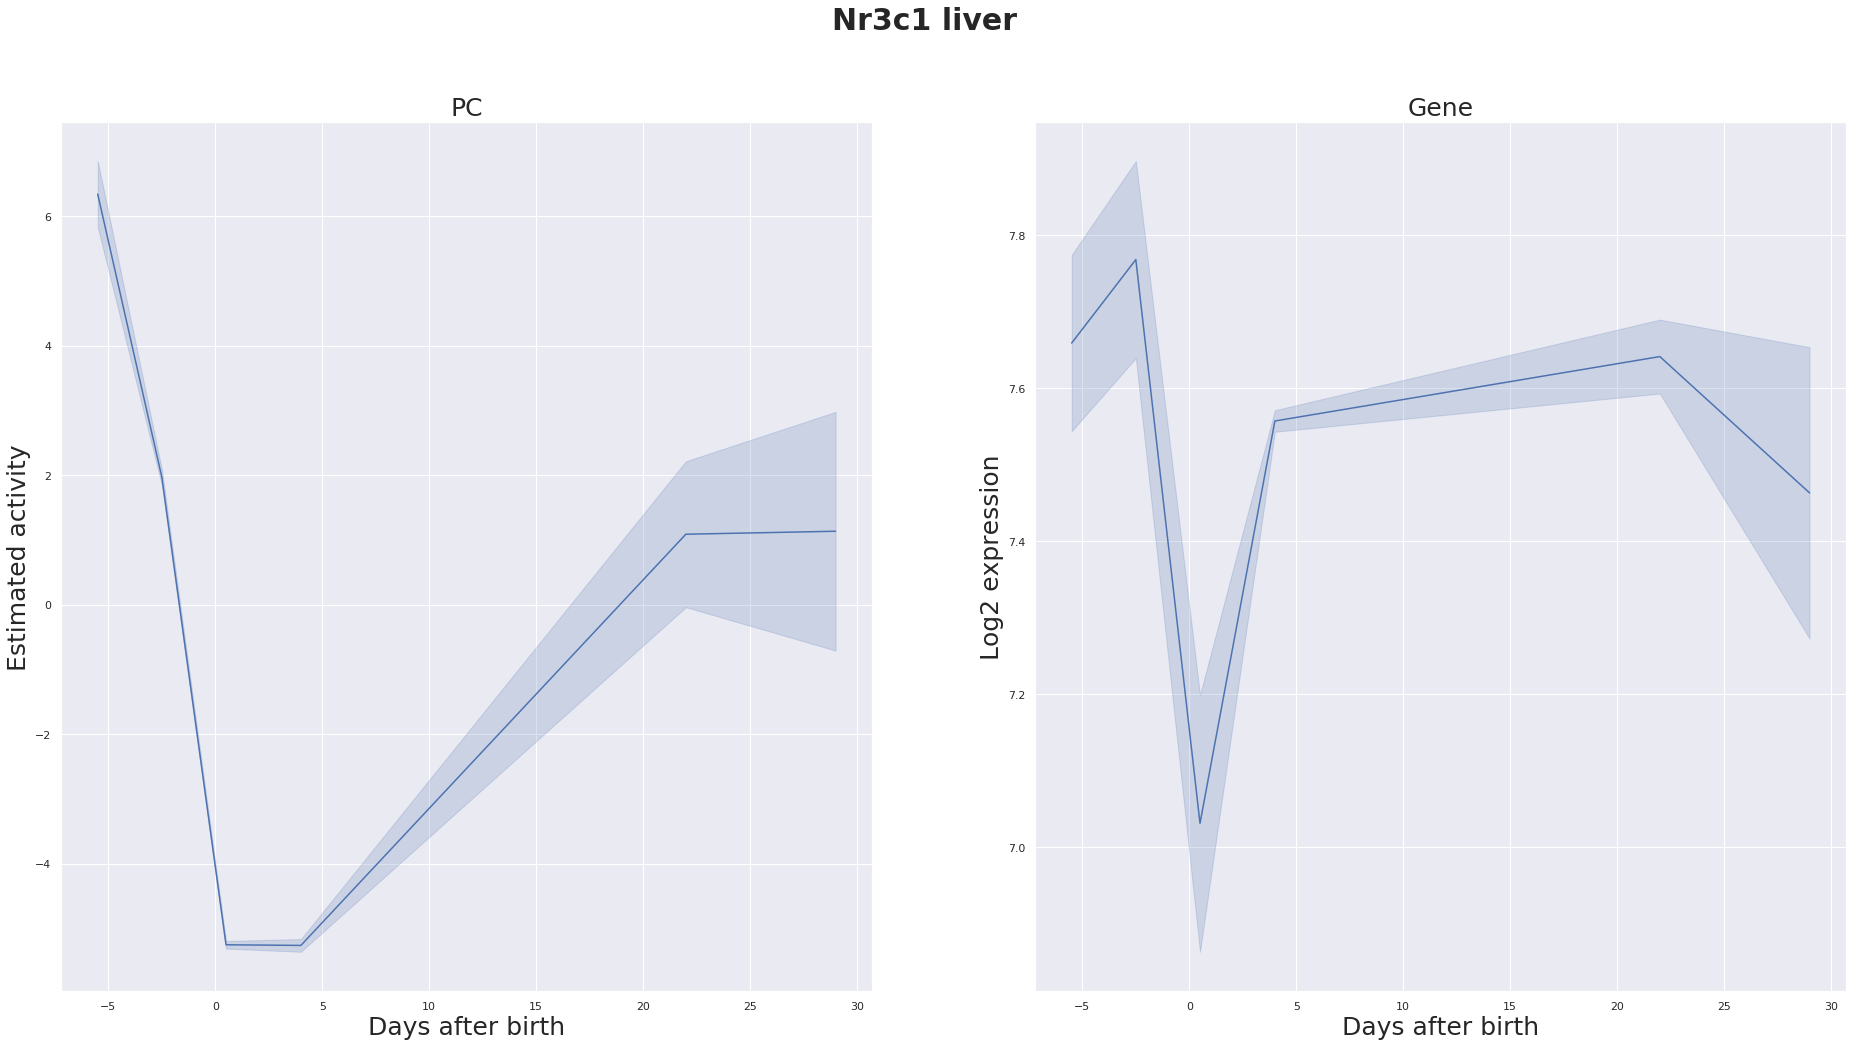 Nr3c1 liver
PC
Estimated activity
6
4
2
0
−2
−4
−5 0 5 10 15 20 25 30
Days after birth
Gene
Log2 expression
7.8
7.6
7.4
7.2
7.0
−5 0 5 10 15 20 25 30
Days after birth